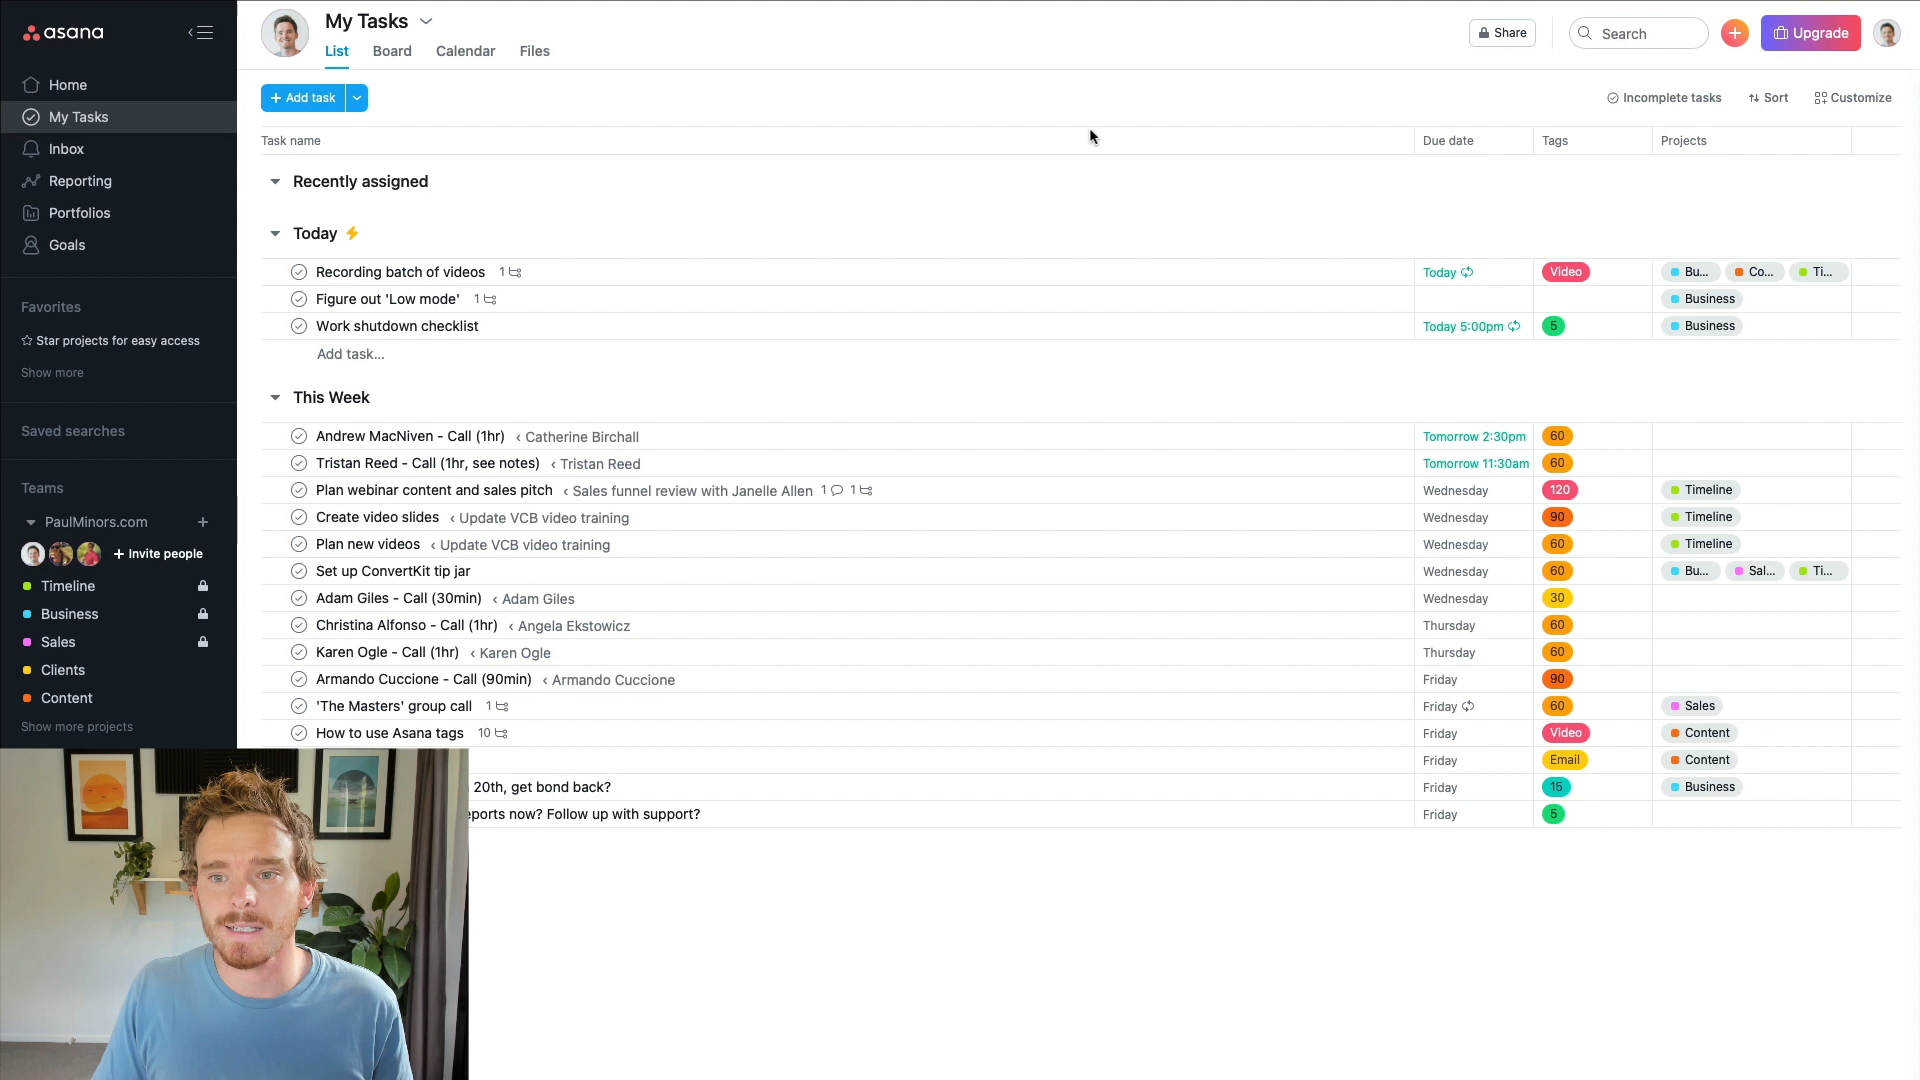 asana
Home
My Tasks
Inbox
Reporting
Portfolios
Goals
Favorites
Star projects for easy access
Show more
Saved searches
Teams
PaulMinors.com
+ Invite people
Timeline
Business
Sales
Clients
Content
Show more projects
My Tasks
List Board Calendar Files
Share
Search
Upgrade
+ Add task
Incomplete tasks
Sort
Customize
Task name Due date Tags Projects
Recently assigned
Today ⚡
Recording batch of videos 1 Today Video Bu... Co... Ti...
Figure out 'Low mode' 1 Business
Work shutdown checklist Today 5:00pm 5 Business
Add task...
This Week
Andrew MacNiven - Call (1hr) ‹ Catherine Birchall Tomorrow 2:30pm 60
Tristan Reed - Call (1hr, see notes) ‹ Tristan Reed Tomorrow 11:30am 60
Plan webinar content and sales pitch ‹ Sales funnel review with Janelle Allen 1 1 Wednesday 120 Timeline
Create video slides ‹ Update VCB video training Wednesday 90 Timeline
Plan new videos ‹ Update VCB video training Wednesday 60 Timeline
Set up ConvertKit tip jar Wednesday 60 Bu... Sal... Ti...
Adam Giles - Call (30min) ‹ Adam Giles Wednesday 30
Christina Alfonso - Call (1hr) ‹ Angela Ekstowicz Thursday 60
Karen Ogle - Call (1hr) ‹ Karen Ogle Thursday 60
Armando Cuccione - Call (90min) ‹ Armando Cuccione Friday 90
'The Masters' group call 1 Friday 60 Sales
How to use Asana tags 10 Friday Video Content
Friday Email Content
20th, get bond back? Friday 15 Business
eports now? Follow up with support? Friday 5